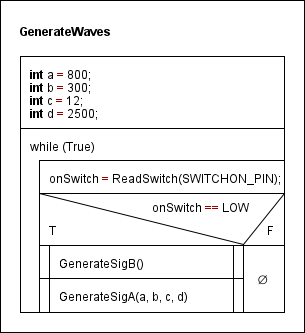 GenerateWaves
int a = 800;
int b = 300;
int c = 12;
int d = 2500;
while (True)
onSwitch = ReadSwitch(SWITCHON_PIN);
onSwitch == LOW
T F
GenerateSigB()
∅
GenerateSigA(a, b, c, d)